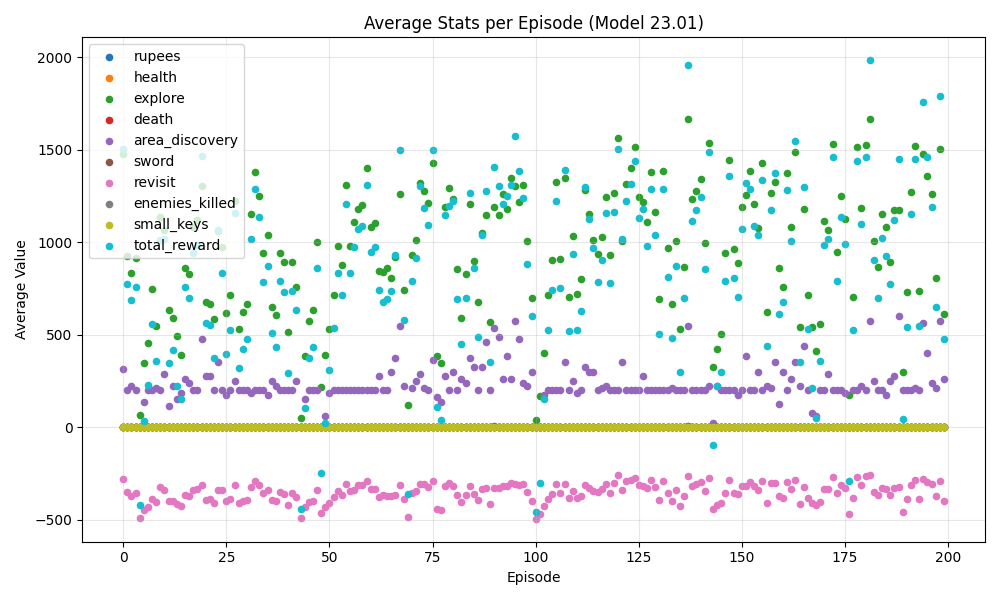 Average Stats per Episode (Model 23.01)
rupees
health
explore
death
area_discovery
sword
revisit
enemies_killed
small_keys
total_reward
2000
1500
1000
500
0
−500
Average Value
0 25 50 75 100 125 150 175 200
Episode